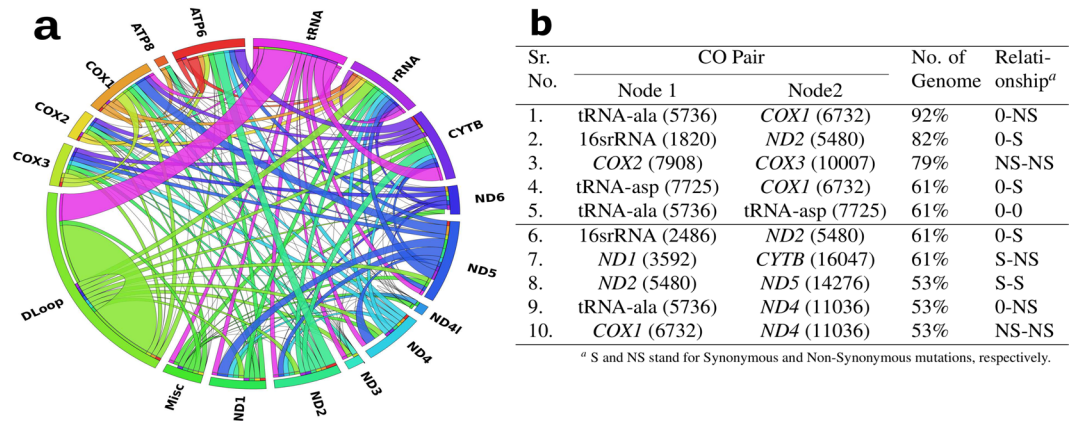 a
ATP6
tRNA
ATP8
rRNA
COX1
COX2
CYTB
COX3
ND6
ND5
DLoop
ND4l
ND4
ND3
Misc
ND1
ND2
b
Sr. No. CO Pair No. of Genome Relati-onshipᵃ
Node 1 Node2
1. tRNA-ala (5736) COX1 (6732) 92% 0-NS
2. 16srRNA (1820) ND2 (5480) 82% 0-S
3. COX2 (7908) COX3 (10007) 79% NS-NS
4. tRNA-asp (7725) COX1 (6732) 61% 0-S
5. tRNA-ala (5736) tRNA-asp (7725) 61% 0-0
6. 16srRNA (2486) ND2 (5480) 61% 0-S
7. ND1 (3592) CYTB (16047) 61% S-NS
8. ND2 (5480) ND5 (14276) 53% S-S
9. tRNA-ala (5736) ND4 (11036) 53% 0-NS
10. COX1 (6732) ND4 (11036) 53% NS-NS
ᵃ S and NS stand for Synonymous and Non-Synonymous mutations, respectively.